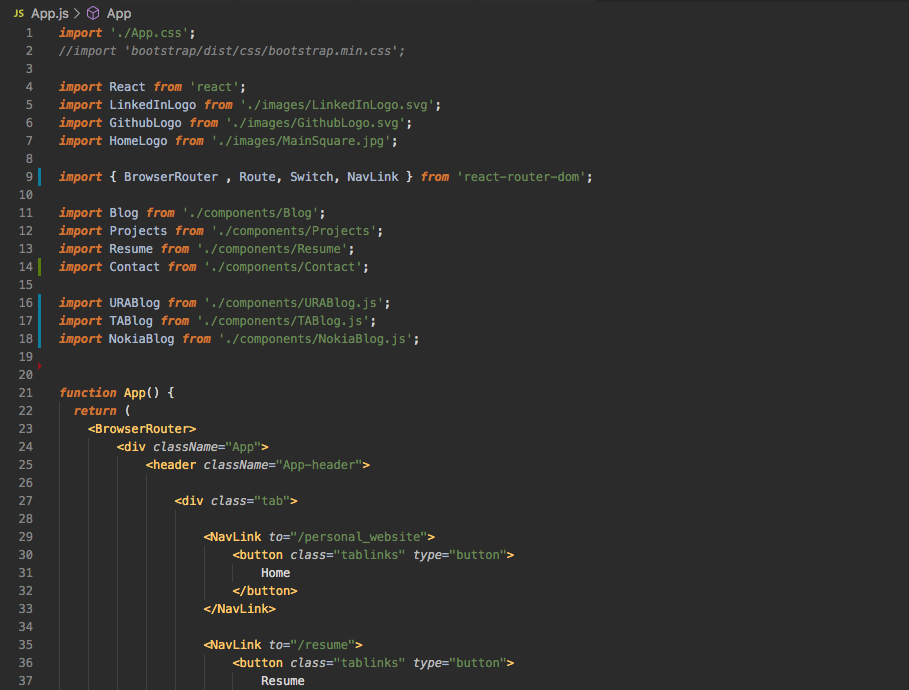 JS App.js > App
1 import './App.css';
2 //import 'bootstrap/dist/css/bootstrap.min.css';
3
4 import React from 'react';
5 import LinkedInLogo from './images/LinkedInLogo.svg';
6 import GithubLogo from './images/GithubLogo.svg';
7 import HomeLogo from './images/MainSquare.jpg';
8
9 import { BrowserRouter , Route, Switch, NavLink } from 'react-router-dom';
10
11 import Blog from './components/Blog';
12 import Projects from './components/Projects';
13 import Resume from './components/Resume';
14 import Contact from './components/Contact';
15
16 import URABlog from './components/URABlog.js';
17 import TABlog from './components/TABlog.js';
18 import NokiaBlog from './components/NokiaBlog.js';
19
20
21 function App() {
22 return (
23 <BrowserRouter>
24 <div className="App">
25 <header className="App-header">
26
27 <div class="tab">
28
29 <NavLink to="/personal_website">
30 <button class="tablinks" type="button">
31 Home
32 </button>
33 </NavLink>
34
35 <NavLink to="/resume">
36 <button class="tablinks" type="button">
37 Resume